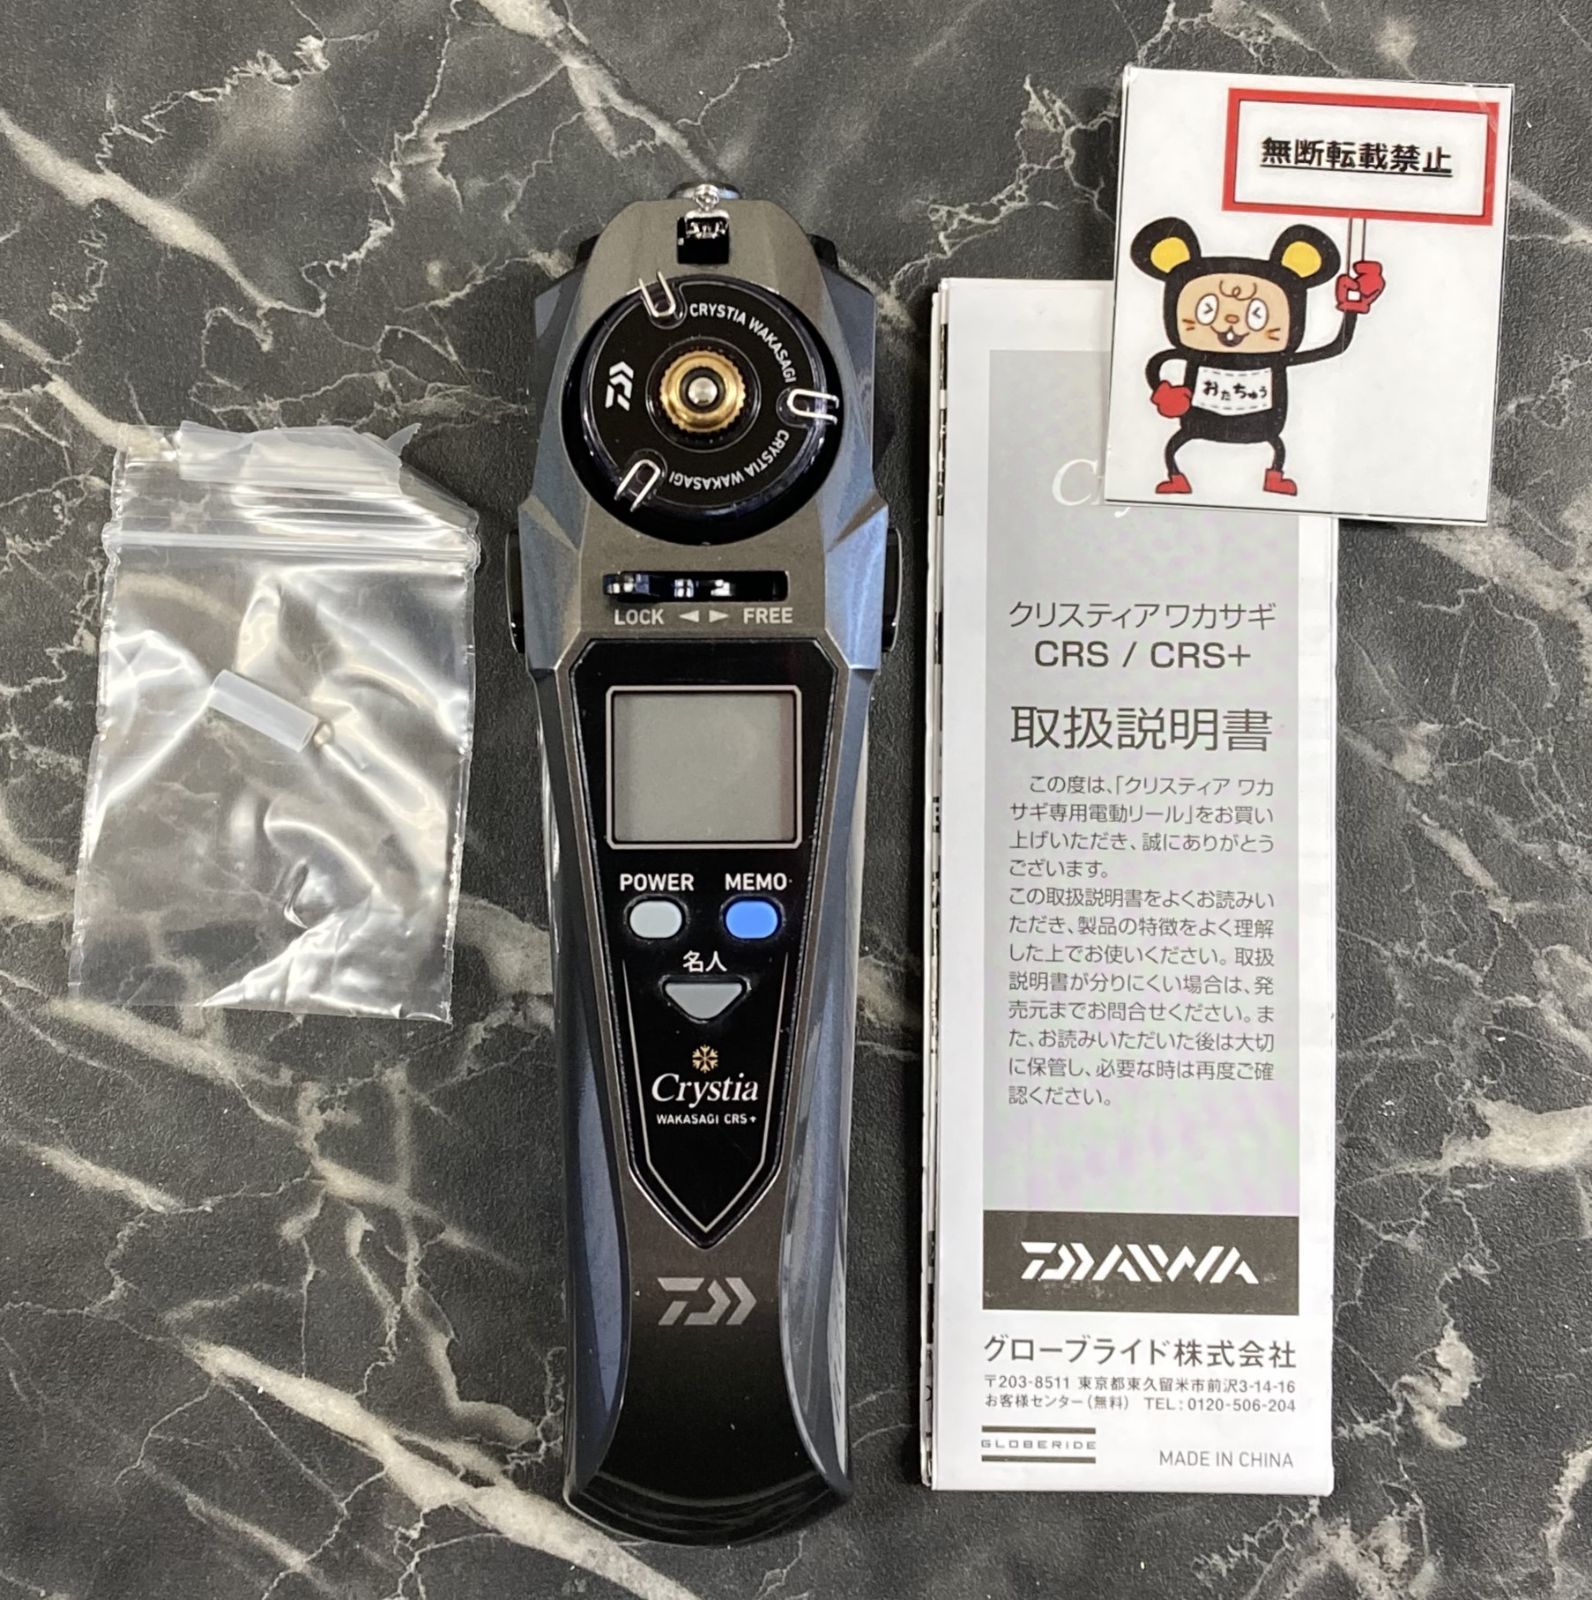 無断転載禁止
おたちゅう
CRYSTIA WAKASAGI
CRYSTIA WAKASAGI
LOCK ◀ ▶ FREE
POWER MEMO
名人
Crystia
WAKASAGI CRS+
クリスティア ワカサギ
CRS / CRS+
取扱説明書
この度は、「クリスティア ワカ
サギ専用電動リール」をお買い
上げいただき、誠にありがとう
ございます。
この取扱説明書をよくお読みい
ただき、製品の特徴をよく理解
した上でお使いください。取扱
説明書が分りにくい場合は、発
売元までお問合せください。ま
た、お読みいただいた後は大切
に保管し、必要な時は再度ご確
認ください。
DAIWA
グローブライド株式会社
〒203-8511 東京都東久留米市前沢3-14-16
お客様センター(無料) TEL:0120-506-204
GLOBERIDE
MADE IN CHINA